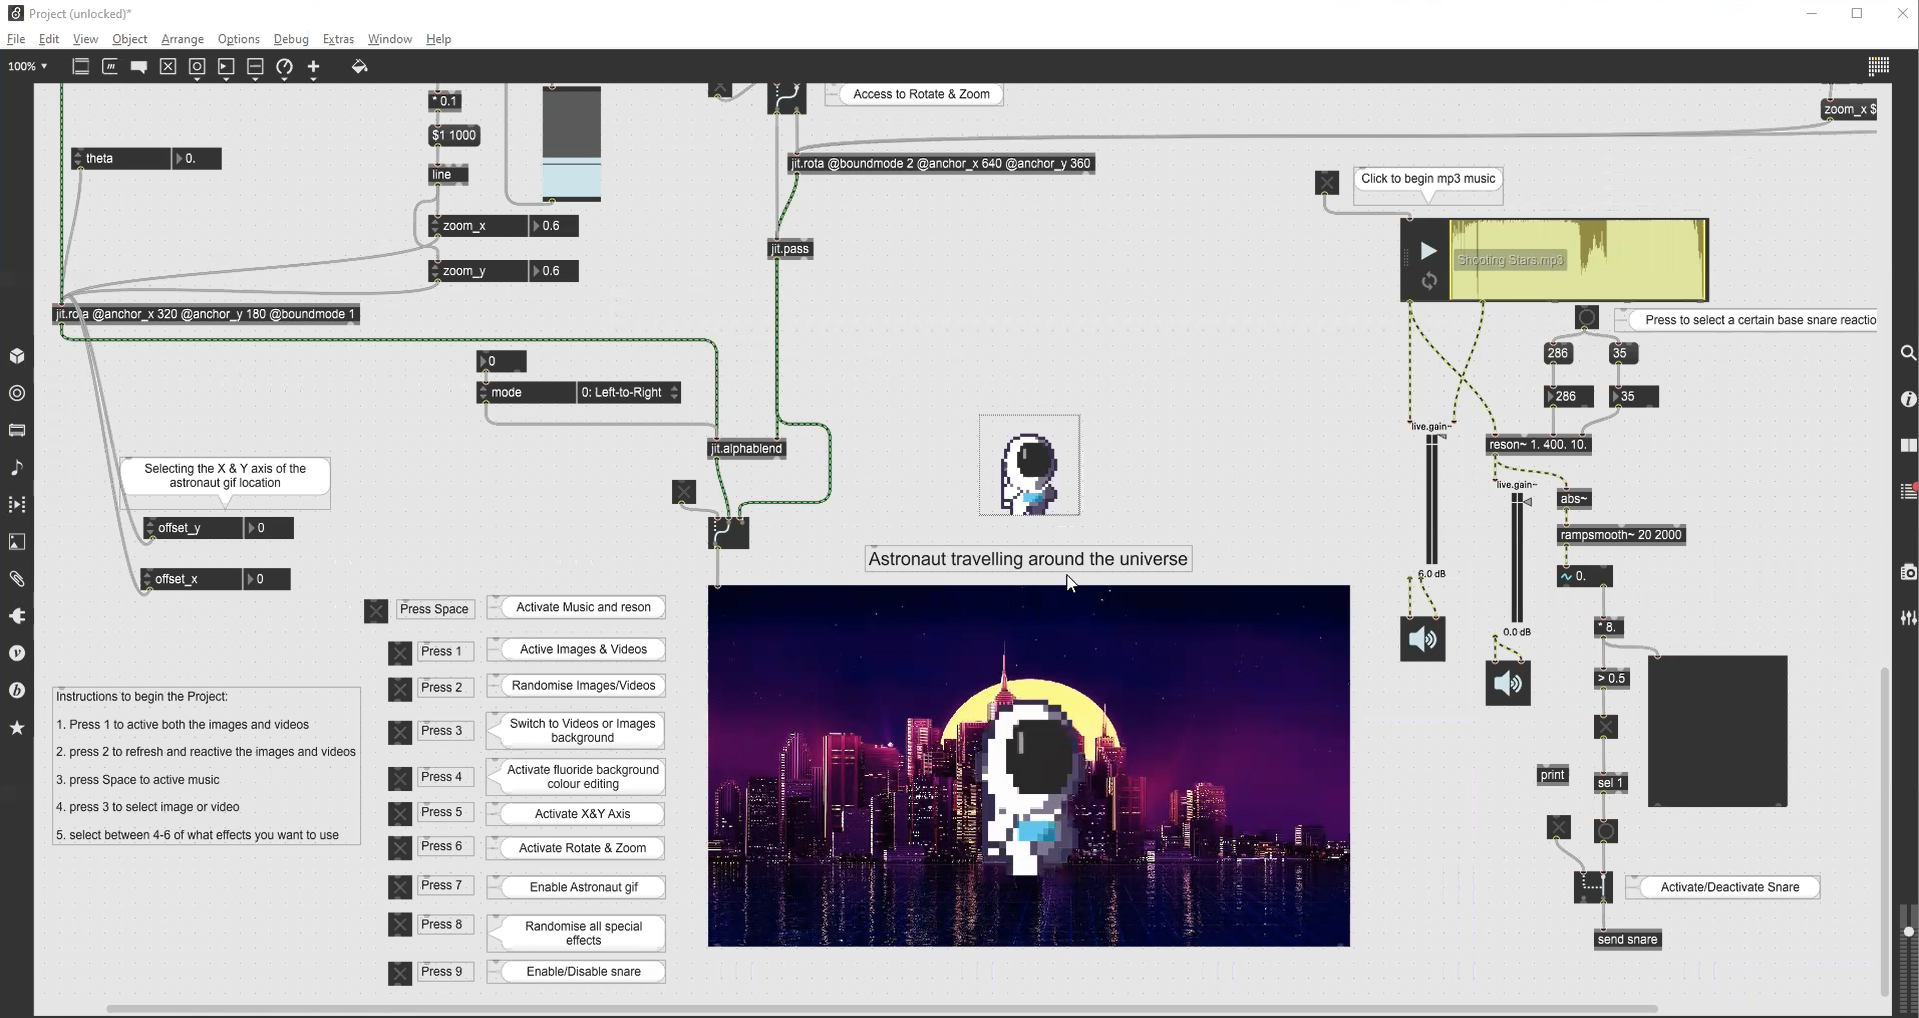 Project (unlocked)*
File Edit View Object Arrange Options Debug Extras Window Help
100%
* 0.1
$1 1000
line
theta 0.
zoom_x 0.6
zoom_y 0.6
jit.rota @anchor_x 320 @anchor_y 180 @boundmode 1
0
mode 0: Left-to-Right
Selecting the X & Y axis of the
astronaut gif location
offset_y 0
offset_x 0
Access to Rotate & Zoom
jit.rota @boundmode 2 @anchor_x 640 @anchor_y 360
jit.pass
jit.alphablend
Astronaut travelling around the universe
zoom_x $
Click to begin mp3 music
Shooting Stars.mp3
Press to select a certain base snare reactio
286 35
286 35
live.gain~
reson~ 1. 400. 10.
live.gain~
abs~
rampsmooth~ 20 2000
6.0 dB
0.
0.0 dB
* 8.
> 0.5
print
sel 1
Activate/Deactivate Snare
send snare
Press Space Activate Music and reson
Press 1 Active Images & Videos
Press 2 Randomise Images/Videos
Press 3 Switch to Videos or Images
background
Press 4 Activate fluoride background
colour editing
Press 5 Activate X&Y Axis
Press 6 Activate Rotate & Zoom
Press 7 Enable Astronaut gif
Press 8 Randomise all special
effects
Press 9 Enable/Disable snare
Instructions to begin the Project:
1. Press 1 to active both the images and videos
2. press 2 to refresh and reactive the images and videos
3. press Space to active music
4. press 3 to select image or video
5. select between 4-6 of what effects you want to use